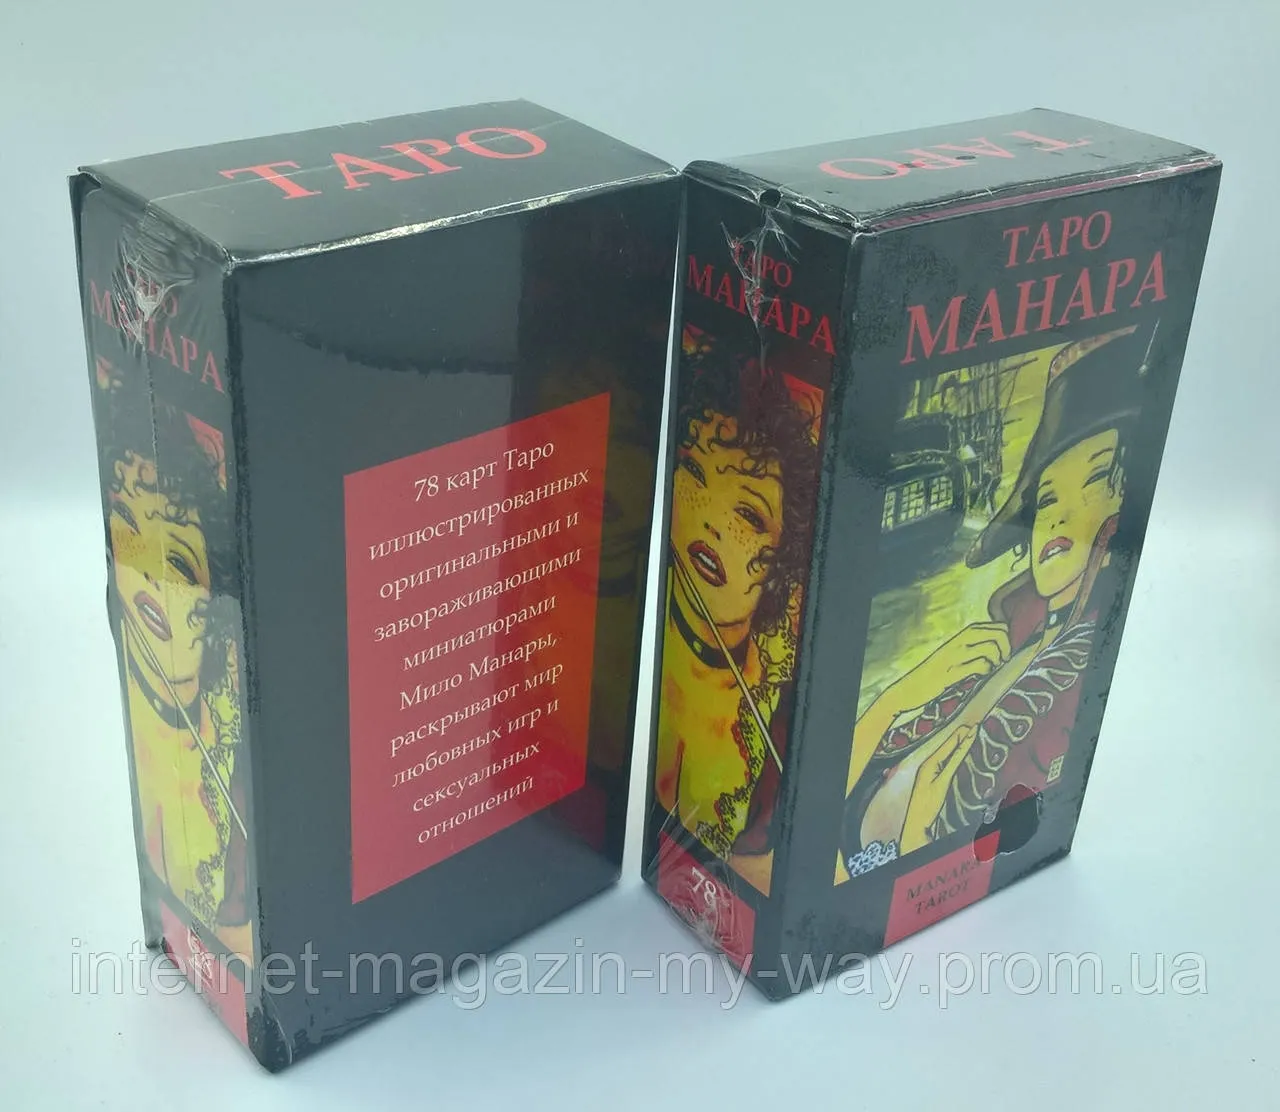 ТАРО
ТАРО
МАНАРА
78 карт Таро
иллюстрированных
оригинальными и
завораживающими
миниатюрами
Мило Манары,
раскрывают мир
любовных игр и
сексуальных
отношений
ТАРО
ТАРО
МАНАРА
78
ТАРО
МАНАРА
MANARA
TAROT
internet-magazin-my-way.prom.ua